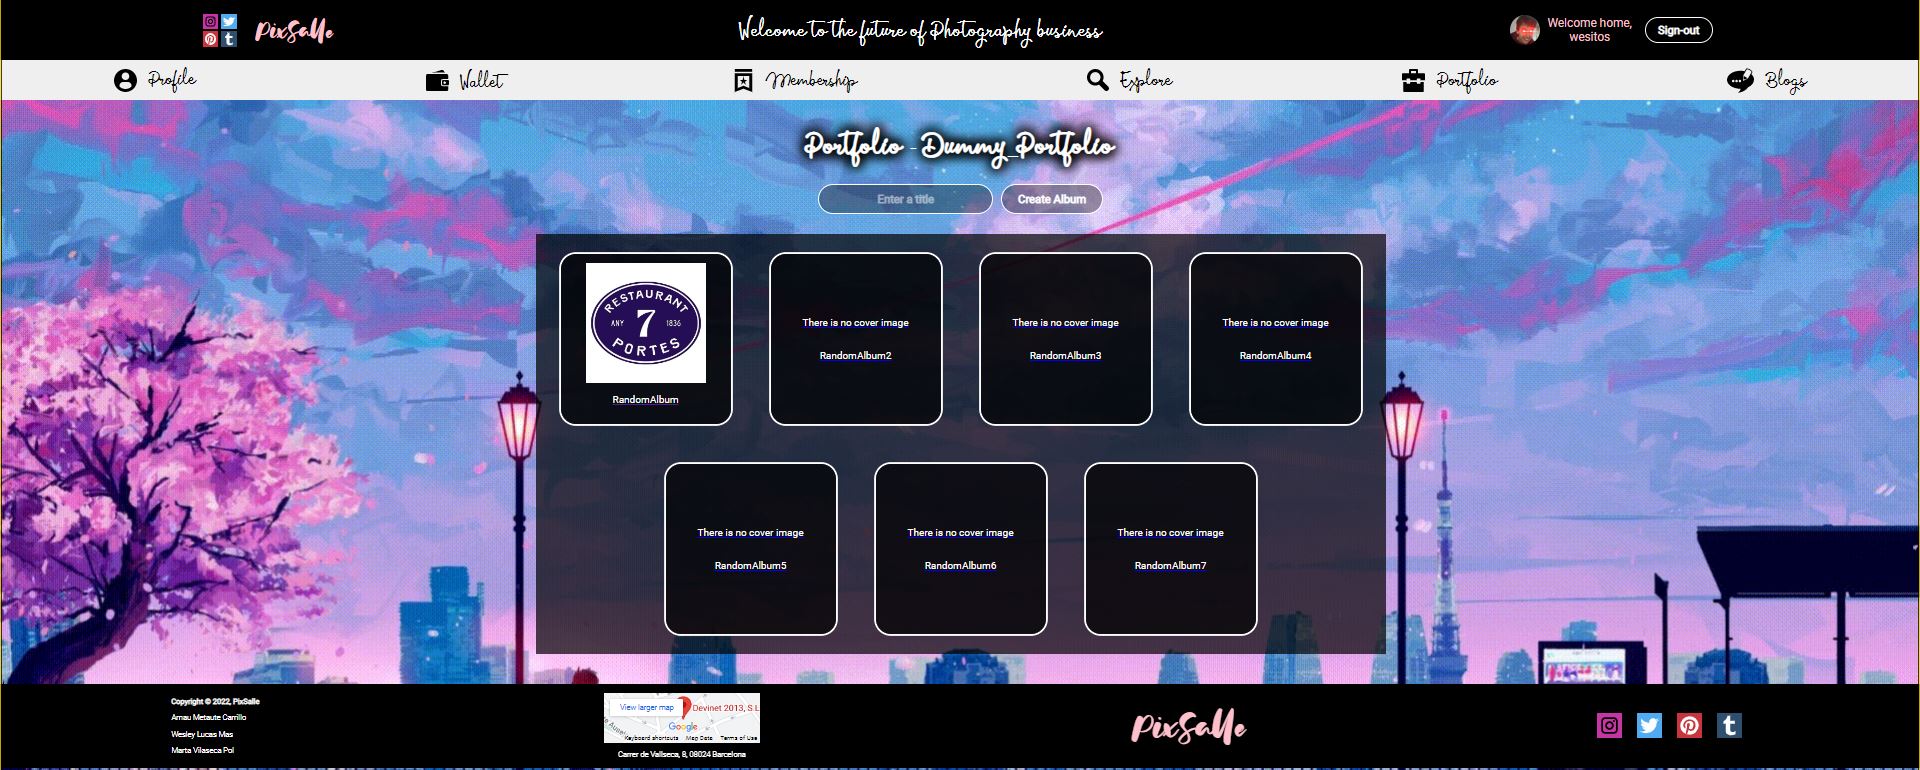 PixSalle
Welcome to the future of Photography business
Welcome home,
wesitos
Sign-out
Profile
Wallet
Membership
Explore
Portfolio
Blogs
Portfolio - Dummy_Portfolio
Enter a title
Create Album
RESTAURANT
ANY 7 1836
PORTES
RandomAlbum
There is no cover image
RandomAlbum2
There is no cover image
RandomAlbum3
There is no cover image
RandomAlbum4
There is no cover image
RandomAlbum5
There is no cover image
RandomAlbum6
There is no cover image
RandomAlbum7
Copyright © 2022, PixSalle
Arnau Metaute Carrillo
Wesley Lucas Mas
Marta Vilaseca Pol
View larger map
Devinet 2013, S.L
Google
Keyboard shortcuts
Map Data
Terms of Use
Carrer de Vallseca, 8, 08024 Barcelona
PixSalle